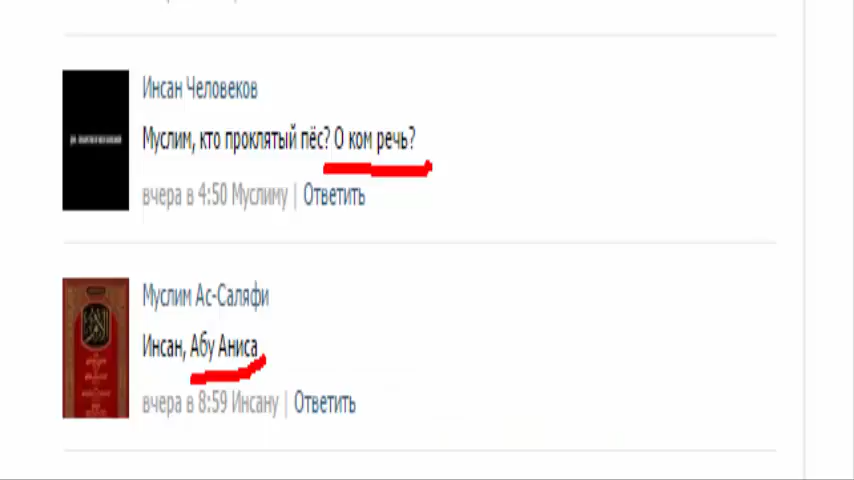 Инсан Человеков
Муслим, кто проклятый пёс? О ком речь?
вчера в 4:50 Муслиму | Ответить
Муслим Ас-Саляфи
Инсан, Абу Аниса
вчера в 8:59 Инсану | Ответить